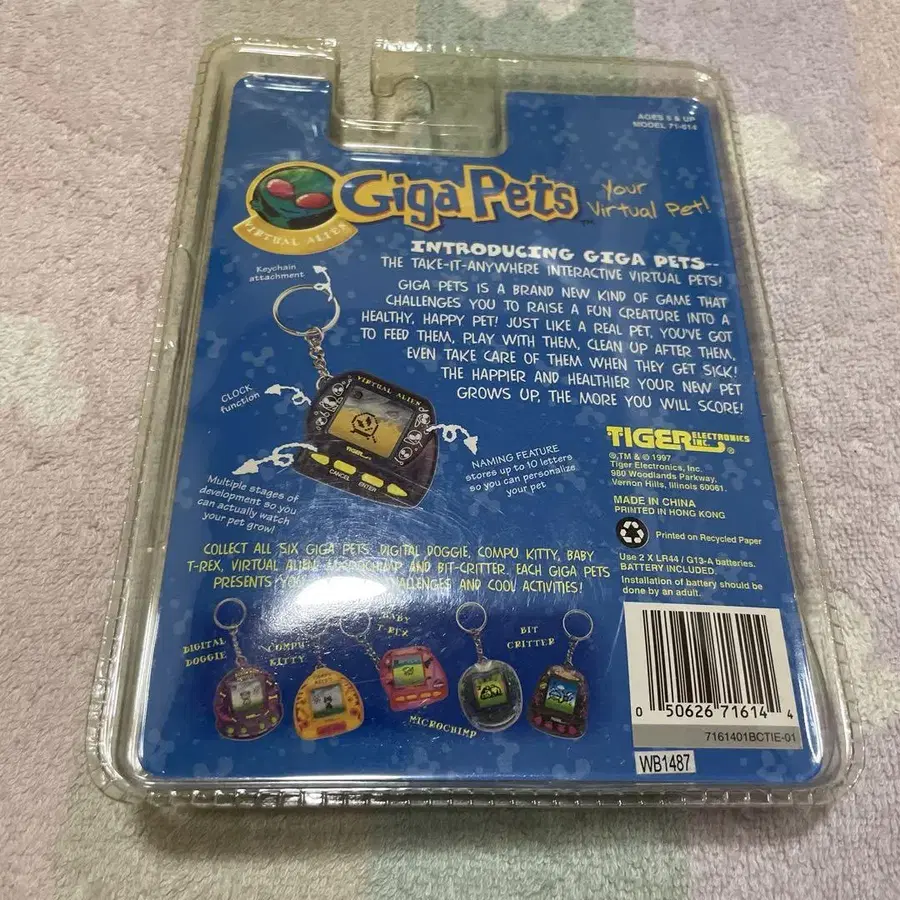 AGES 5 & UP
MODEL 71-614
VIRTUAL ALIEN
Giga Pets™
Your
Virtual Pet!
INTRODUCING GIGA PETS--
THE TAKE-IT-ANYWHERE INTERACTIVE VIRTUAL PETS!
GIGA PETS IS A BRAND NEW KIND OF GAME THAT
CHALLENGES YOU TO RAISE A FUN CREATURE INTO A
HEALTHY, HAPPY PET! JUST LIKE A REAL PET, YOU'VE GOT
TO FEED THEM, PLAY WITH THEM, CLEAN UP AFTER THEM,
EVEN TAKE CARE OF THEM WHEN THEY GET SICK!
THE HAPPIER AND HEALTHIER YOUR NEW PET
GROWS UP, THE MORE YOU WILL SCORE!
Keychain
attachment
CLOCK
function
VIRTUAL ALIEN
TIGER
CANCEL
ENTER
Multiple stages of
development so you
can actually watch
your pet grow!
NAMING FEATURE
stores up to 10 letters
so you can personalize
your pet
TIGER ELECTRONICS INC.®
®,TM & © 1997
Tiger Electronics, Inc.
980 Woodlands Parkway,
Vernon Hills, Illinois 60061.
MADE IN CHINA
PRINTED IN HONG KONG
Printed on Recycled Paper
Use 2 X LR44 / G13-A batteries.
BATTERY INCLUDED.
Installation of battery should be
done by an adult.
COLLECT ALL SIX GIGA PETS, DIGITAL DOGGIE, COMPU KITTY, BABY
T-REX, VIRTUAL ALIEN, MICROCHIMP AND BIT-CRITTER. EACH GIGA PETS
PRESENTS YOU CHALLENGES AND COOL ACTIVITIES!
DIGITAL
DOGGIE
COMPU
KITTY
BABY
T-REX
MICROCHIMP
BIT
CRITTER
0 50626 71614 4
7161401BCTIE-01
WB1487